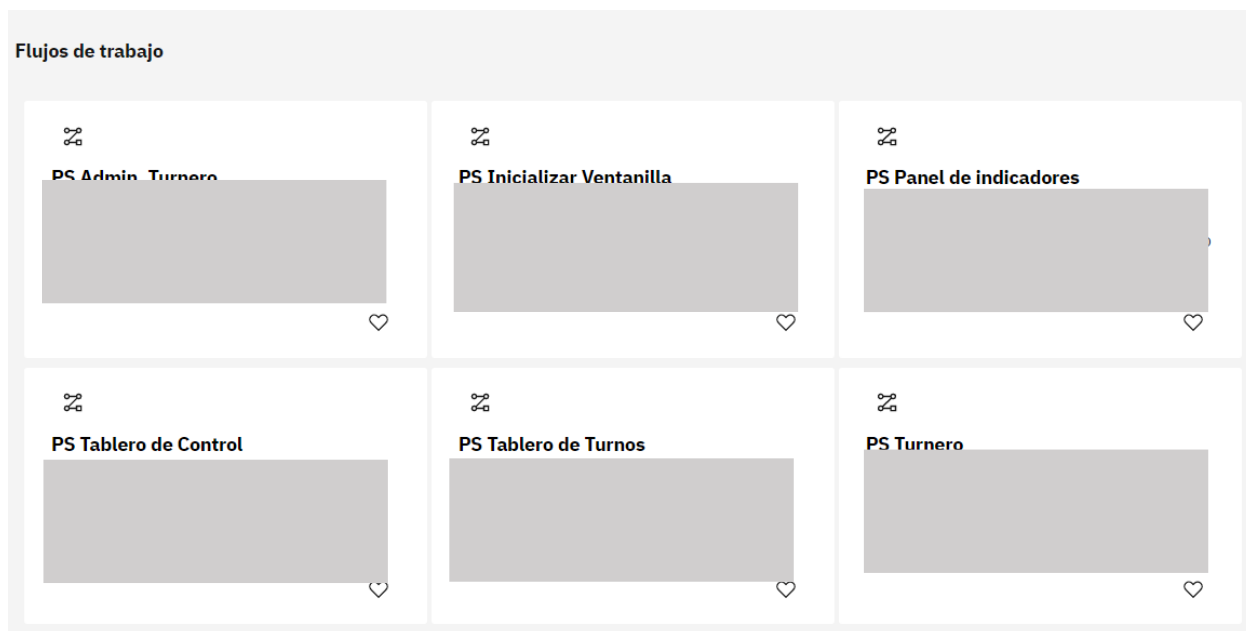 Flujos de trabajo
PS Admin. Turnero
PS Inicializar Ventanilla
PS Panel de indicadores
PS Tablero de Control
PS Tablero de Turnos
PS Turnero